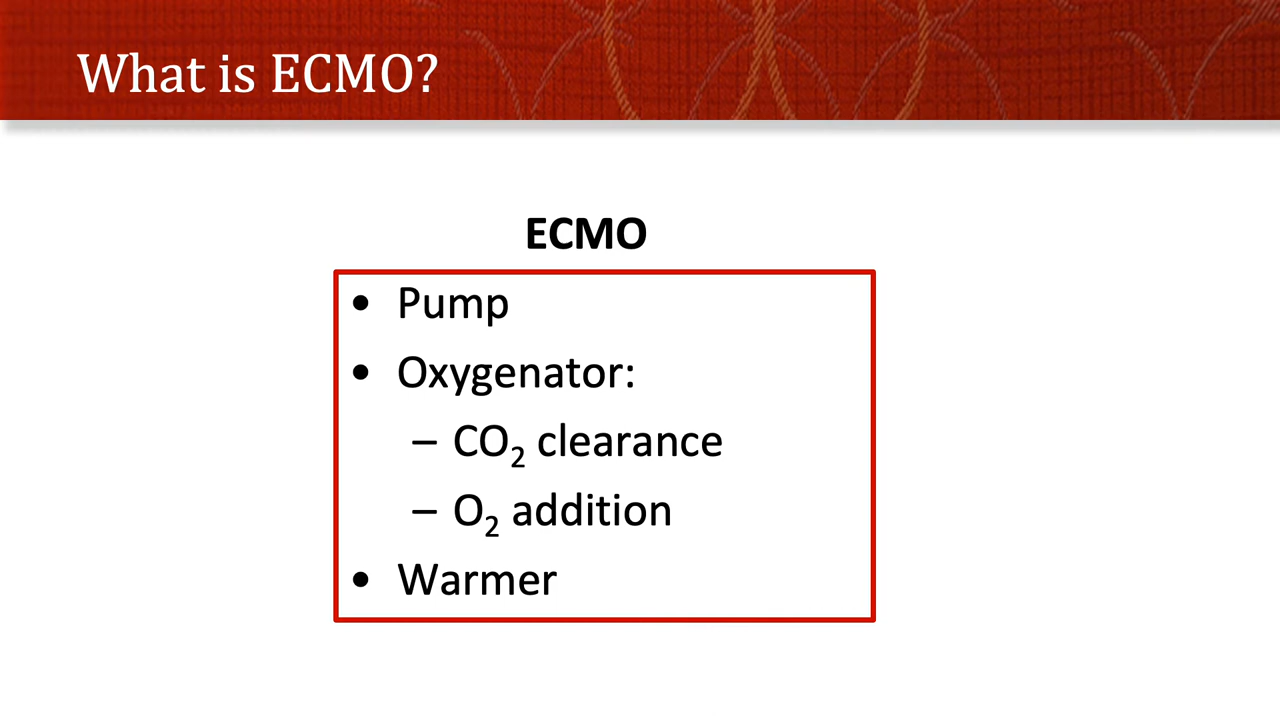 What is ECMO?
ECMO
• Pump
• Oxygenator:
– CO₂ clearance
– O₂ addition
• Warmer